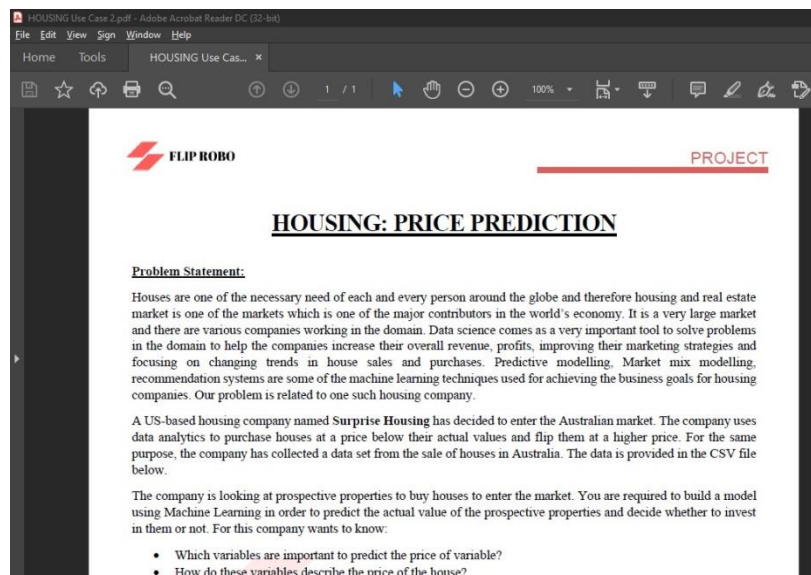 HOUSING Use Case 2.pdf - Adobe Acrobat Reader DC (32-bit)
File Edit View Sign Window Help
Home Tools HOUSING Use Cas... ×
1 / 1 100%
FLIP ROBO
PROJECT
HOUSING: PRICE PREDICTION
Problem Statement:
Houses are one of the necessary need of each and every person around the globe and therefore housing and real estate
market is one of the markets which is one of the major contributors in the world’s economy. It is a very large market
and there are various companies working in the domain. Data science comes as a very important tool to solve problems
in the domain to help the companies increase their overall revenue, profits, improving their marketing strategies and
focusing on changing trends in house sales and purchases. Predictive modelling, Market mix modelling,
recommendation systems are some of the machine learning techniques used for achieving the business goals for housing
companies. Our problem is related to one such housing company.
A US-based housing company named Surprise Housing has decided to enter the Australian market. The company uses
data analytics to purchase houses at a price below their actual values and flip them at a higher price. For the same
purpose, the company has collected a data set from the sale of houses in Australia. The data is provided in the CSV file
below.
The company is looking at prospective properties to buy houses to enter the market. You are required to build a model
using Machine Learning in order to predict the actual value of the prospective properties and decide whether to invest
in them or not. For this company wants to know:
• Which variables are important to predict the price of variable?
• How do these variables describe the price of the house?